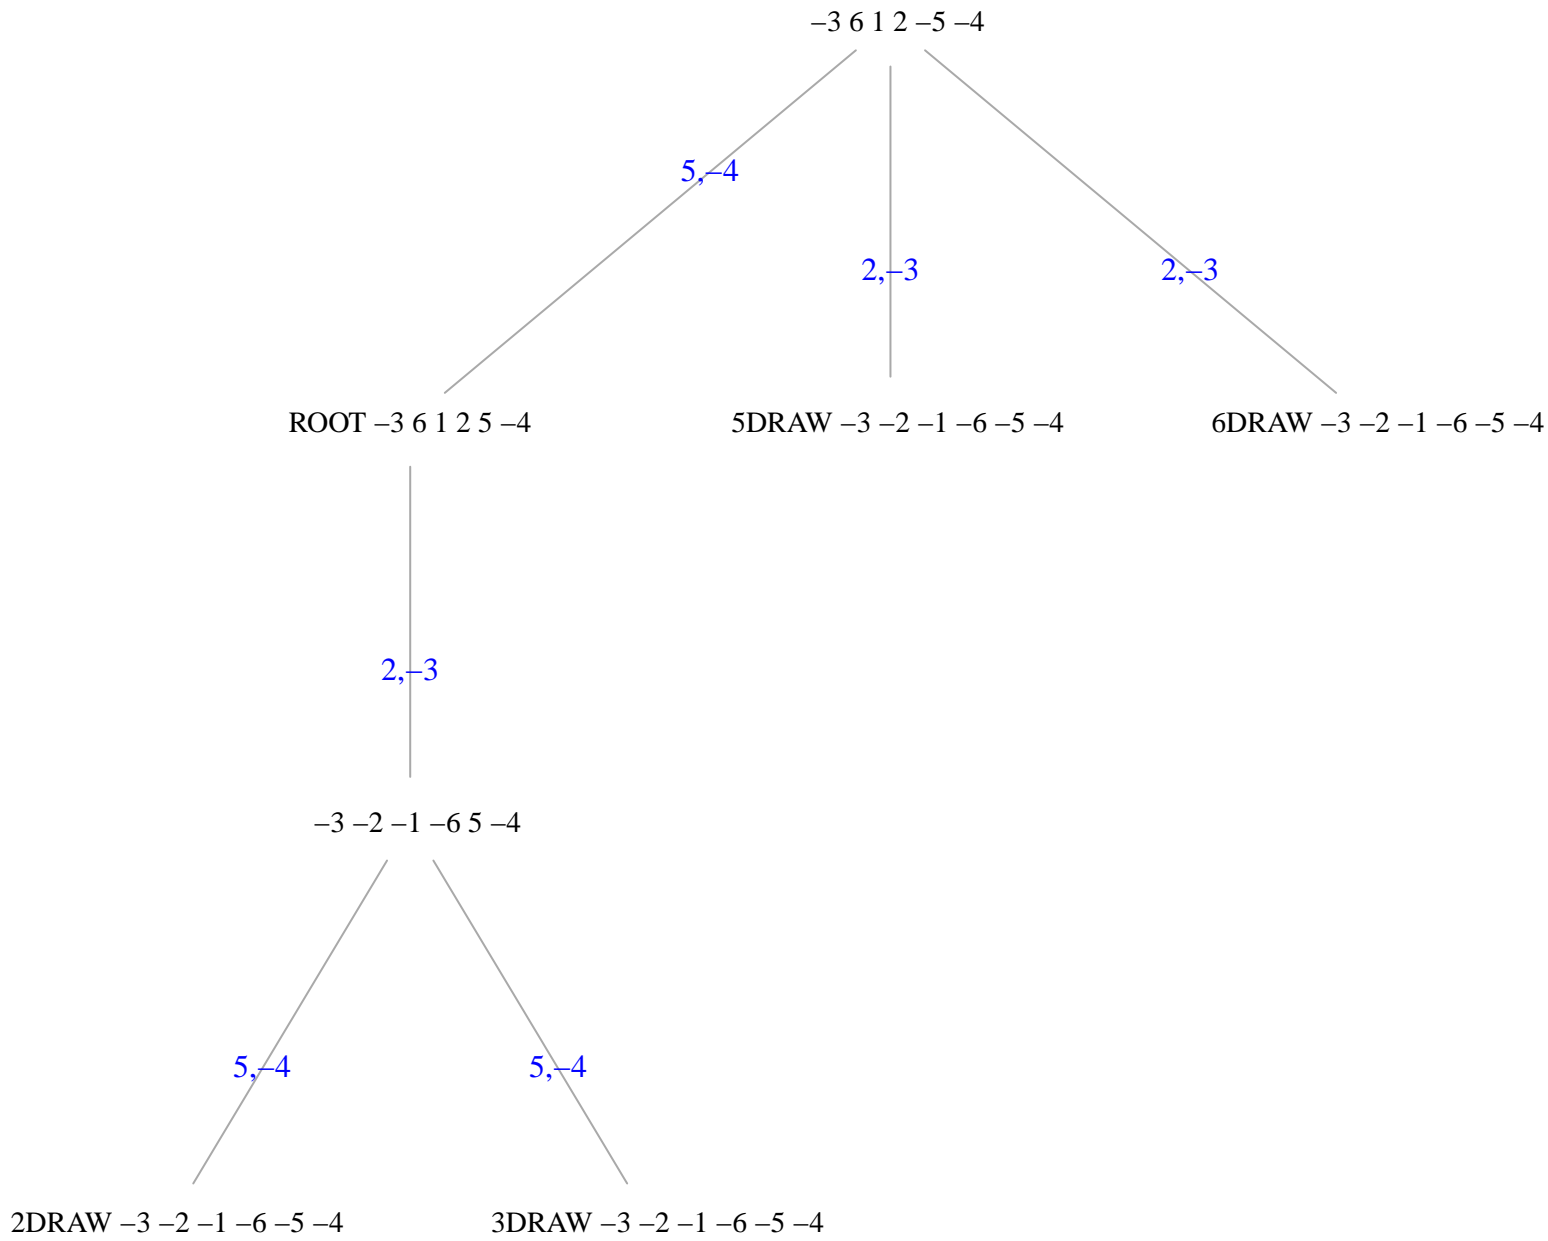 –3 6 1 2 –5 –4
5,–4
2,–3
2,–3
ROOT –3 6 1 2 5 –4
5DRAW –3 –2 –1 –6 –5 –4
6DRAW –3 –2 –1 –6 –5 –4
2,–3
–3 –2 –1 –6 5 –4
5,–4
5,–4
2DRAW –3 –2 –1 –6 –5 –4
3DRAW –3 –2 –1 –6 –5 –4